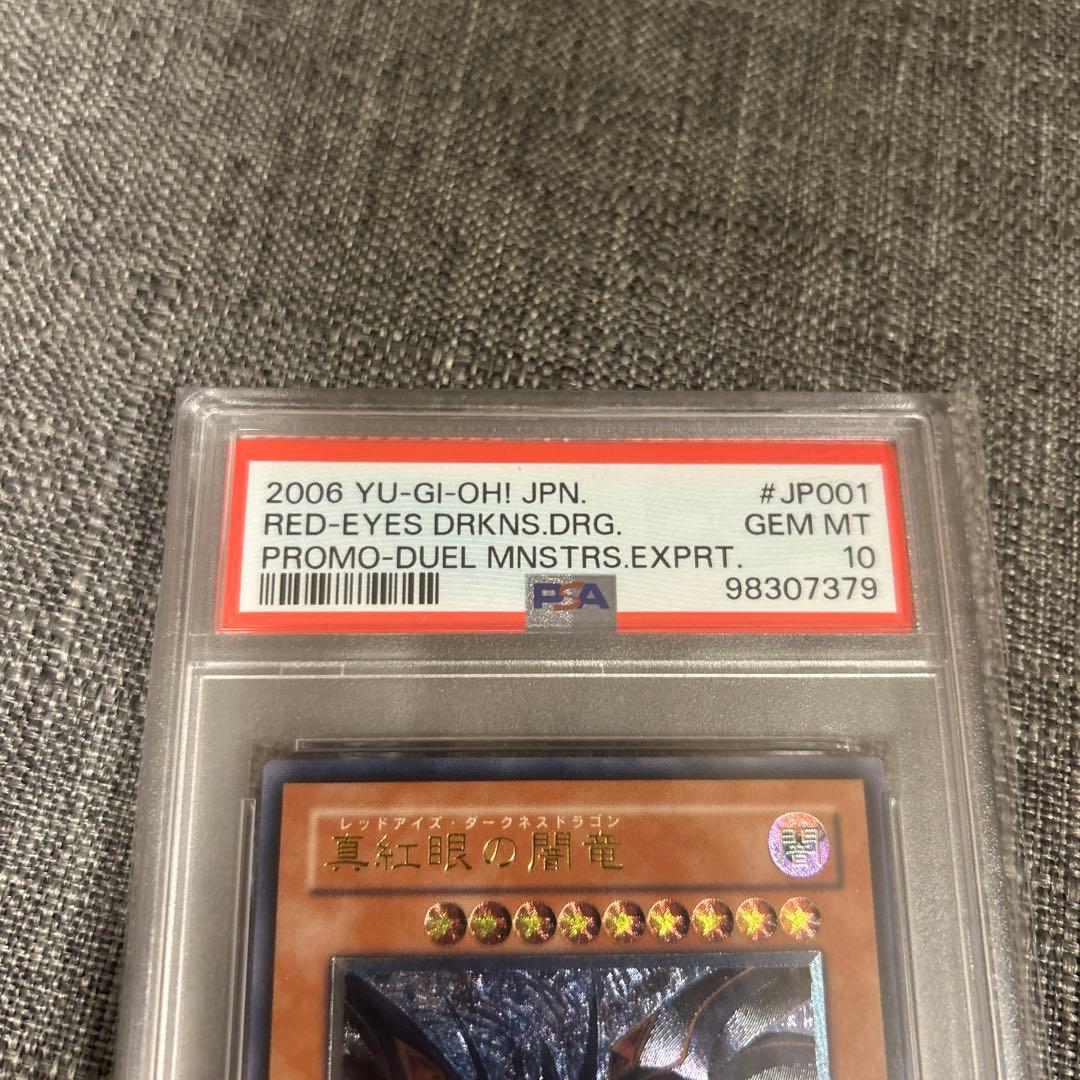 2006 YU-GI-OH! JPN. #JP001
RED-EYES DRKNS.DRG. GEM MT
PROMO-DUEL MNSTRS.EXPRT. 10
PSA 98307379
レッドアイズ・ダークネスドラゴン
真紅眼の闇竜
闇